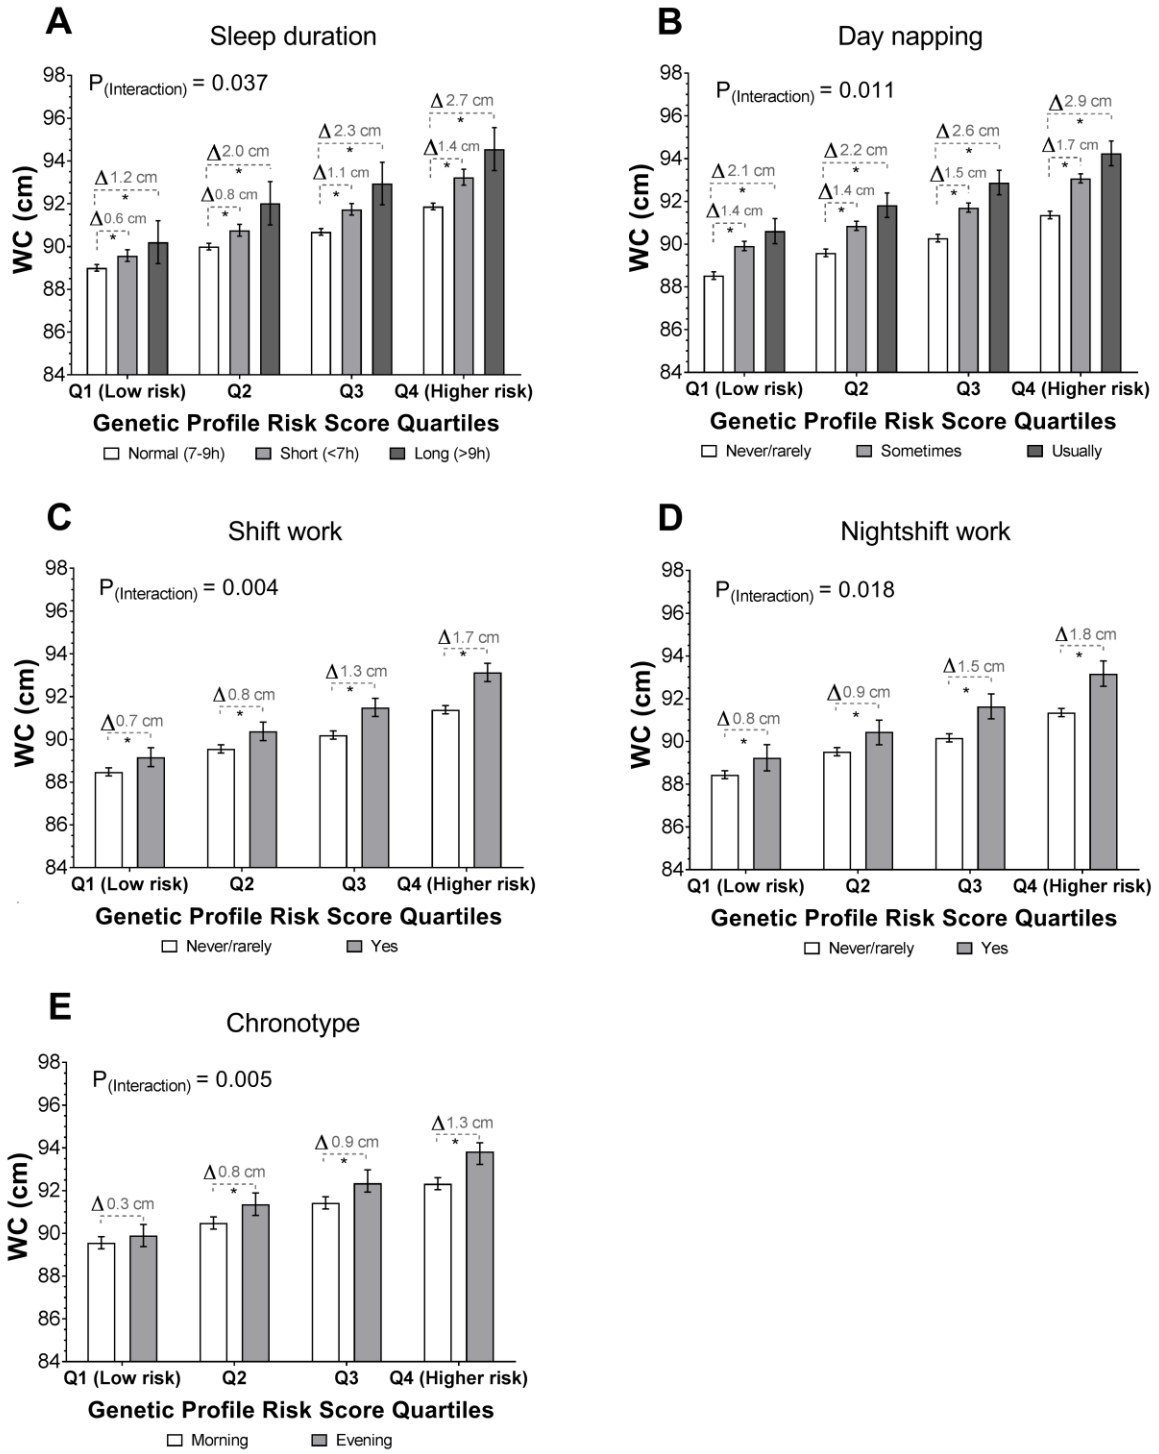 A
Sleep duration
P(Interaction) = 0.037
WC (cm)
98
96
94
92
90
88
86
84
Δ 0.6 cm
*
Δ 1.2 cm
*
Δ 0.8 cm
*
Δ 2.0 cm
*
Δ 1.1 cm
*
Δ 2.3 cm
*
Δ 1.4 cm
*
Δ 2.7 cm
*
Q1 (Low risk) Q2 Q3 Q4 (Higher risk)
Genetic Profile Risk Score Quartiles
Normal (7-9h) Short (<7h) Long (>9h)
B
Day napping
P(Interaction) = 0.011
WC (cm)
98
96
94
92
90
88
86
84
Δ 1.4 cm
*
Δ 2.1 cm
*
Δ 1.4 cm
*
Δ 2.2 cm
*
Δ 1.5 cm
*
Δ 2.6 cm
*
Δ 1.7 cm
*
Δ 2.9 cm
*
Q1 (Low risk) Q2 Q3 Q4 (Higher risk)
Genetic Profile Risk Score Quartiles
Never/rarely Sometimes Usually
C
Shift work
P(Interaction) = 0.004
WC (cm)
98
96
94
92
90
88
86
84
Δ 0.7 cm
*
Δ 0.8 cm
*
Δ 1.3 cm
*
Δ 1.7 cm
*
Q1 (Low risk) Q2 Q3 Q4 (Higher risk)
Genetic Profile Risk Score Quartiles
Never/rarely Yes
D
Nightshift work
P(Interaction) = 0.018
WC (cm)
98
96
94
92
90
88
86
84
Δ 0.8 cm
*
Δ 0.9 cm
*
Δ 1.5 cm
*
Δ 1.8 cm
*
Q1 (Low risk) Q2 Q3 Q4 (Higher risk)
Genetic Profile Risk Score Quartiles
Never/rarely Yes
E
Chronotype
P(Interaction) = 0.005
WC (cm)
98
96
94
92
90
88
86
84
Δ 0.3 cm
Δ 0.8 cm
*
Δ 0.9 cm
*
Δ 1.3 cm
*
Q1 (Low risk) Q2 Q3 Q4 (Higher risk)
Genetic Profile Risk Score Quartiles
Morning Evening